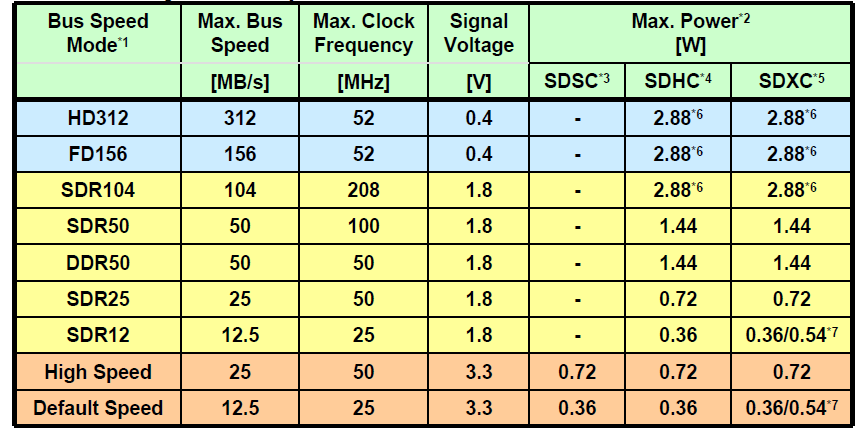 Bus Speed Mode*1 Max. Bus Speed Max. Clock Frequency Signal Voltage Max. Power*2 [W]
[MB/s] [MHz] [V] SDSC*3 SDHC*4 SDXC*5
HD312 312 52 0.4 - 2.88*6 2.88*6
FD156 156 52 0.4 - 2.88*6 2.88*6
SDR104 104 208 1.8 - 2.88*6 2.88*6
SDR50 50 100 1.8 - 1.44 1.44
DDR50 50 50 1.8 - 1.44 1.44
SDR25 25 50 1.8 - 0.72 0.72
SDR12 12.5 25 1.8 - 0.36 0.36/0.54*7
High Speed 25 50 3.3 0.72 0.72 0.72
Default Speed 12.5 25 3.3 0.36 0.36 0.36/0.54*7